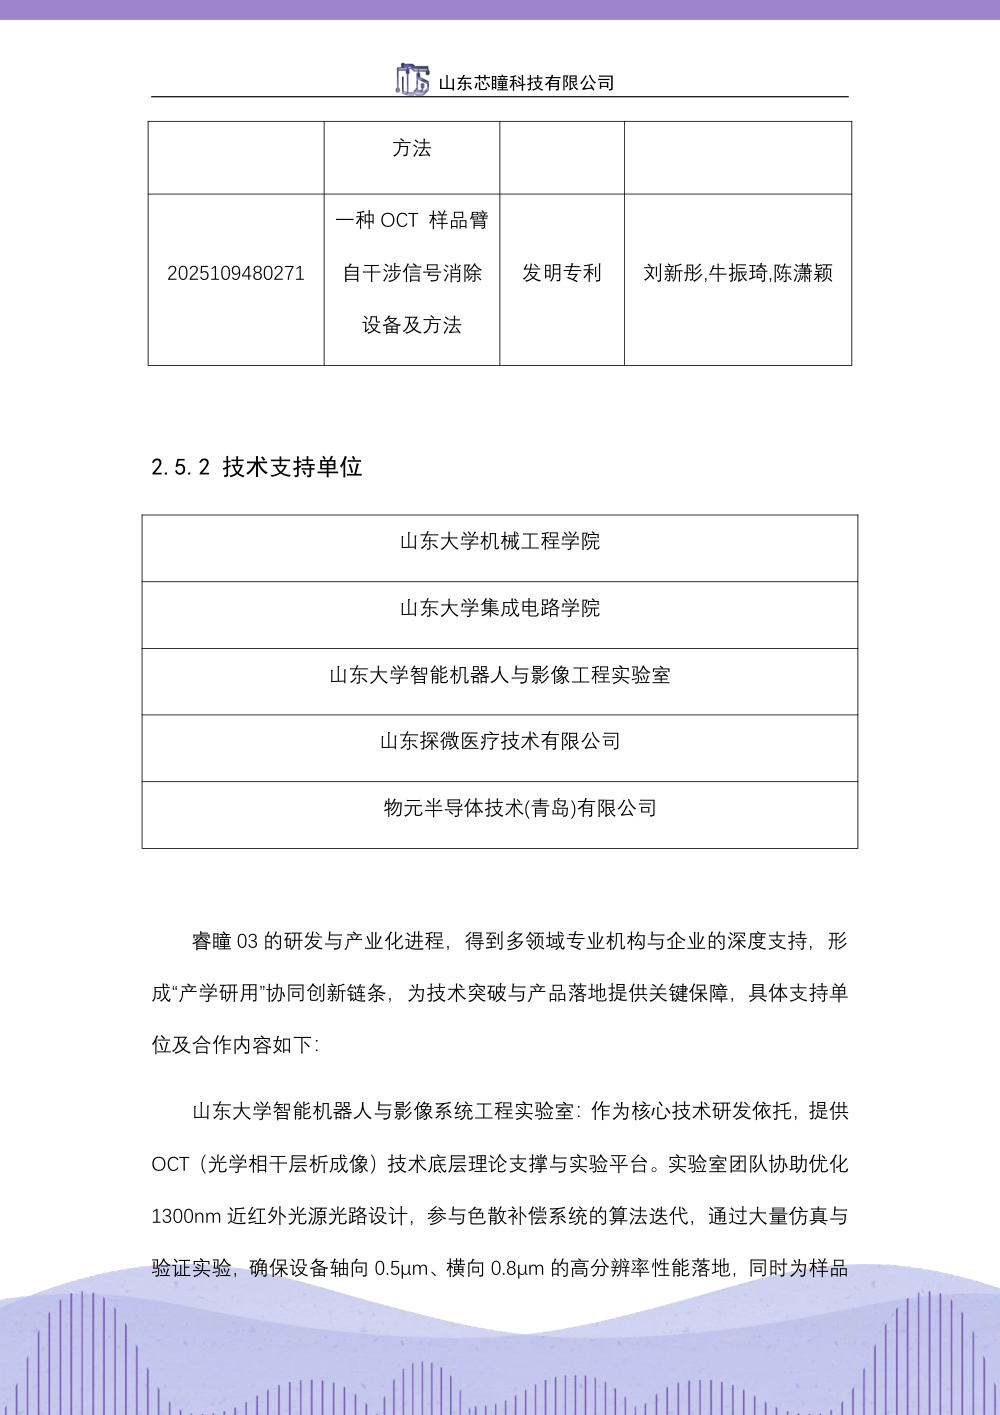 山东芯瞳科技有限公司
方法
一种 OCT 样品臂
2025109480271 自干涉信号消除 发明专利 刘新彤,牛振琦,陈潇颖
设备及方法
2.5.2 技术支持单位
山东大学机械工程学院
山东大学集成电路学院
山东大学智能机器人与影像工程实验室
山东探微医疗技术有限公司
物元半导体技术(青岛)有限公司
睿瞳 03 的研发与产业化进程，得到多领域专业机构与企业的深度支持，形
成“产学研用”协同创新链条，为技术突破与产品落地提供关键保障，具体支持单
位及合作内容如下：
山东大学智能机器人与影像系统工程实验室：作为核心技术研发依托，提供
OCT（光学相干层析成像）技术底层理论支撑与实验平台。实验室团队协助优化
1300nm 近红外光源光路设计，参与色散补偿系统的算法迭代，通过大量仿真与
验证实验，确保设备轴向 0.5μm、横向 0.8μm 的高分辨率性能落地，同时为样品